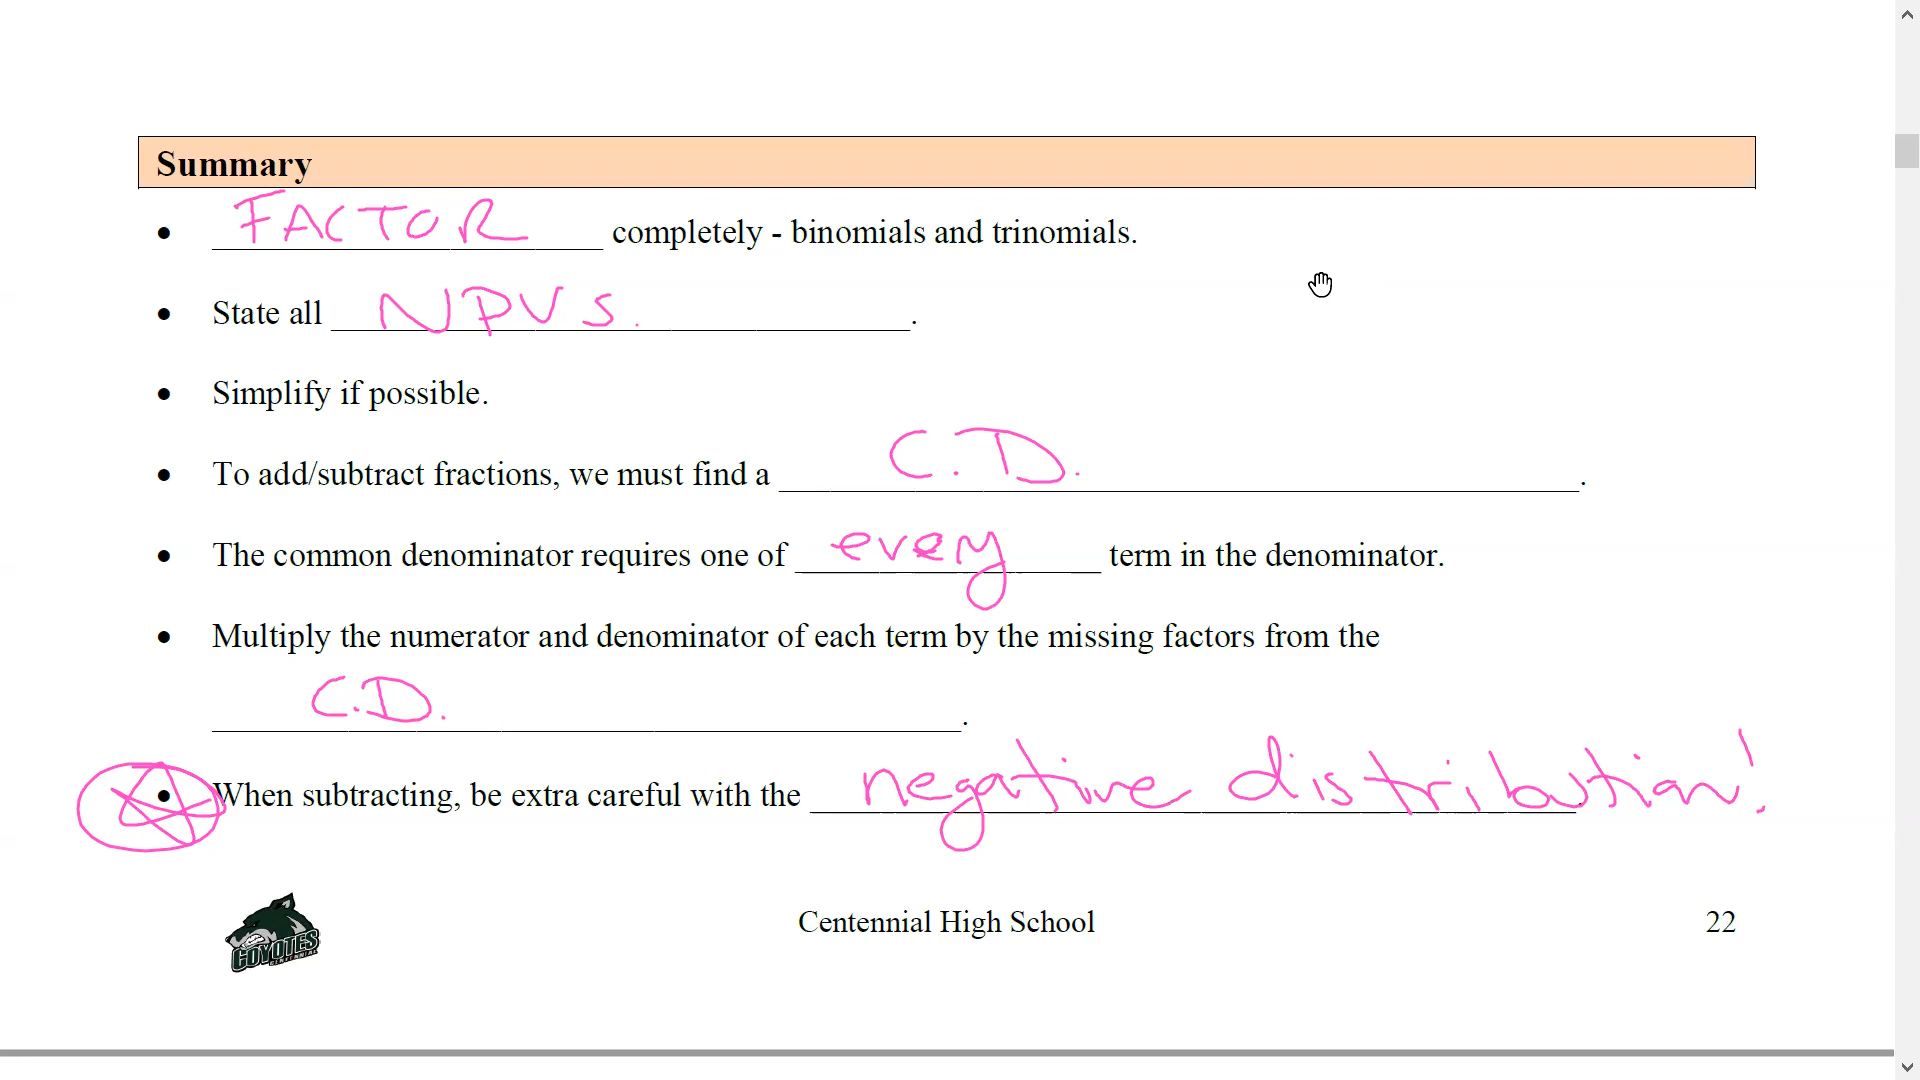 Summary
• FACTOR completely - binomials and trinomials.
• State all NPVs.
• Simplify if possible.
• To add/subtract fractions, we must find a C.D.
• The common denominator requires one of every term in the denominator.
• Multiply the numerator and denominator of each term by the missing factors from the
C.D.
• When subtracting, be extra careful with the negative distribution!
COYOTES
CENTENNIAL
Centennial High School
22